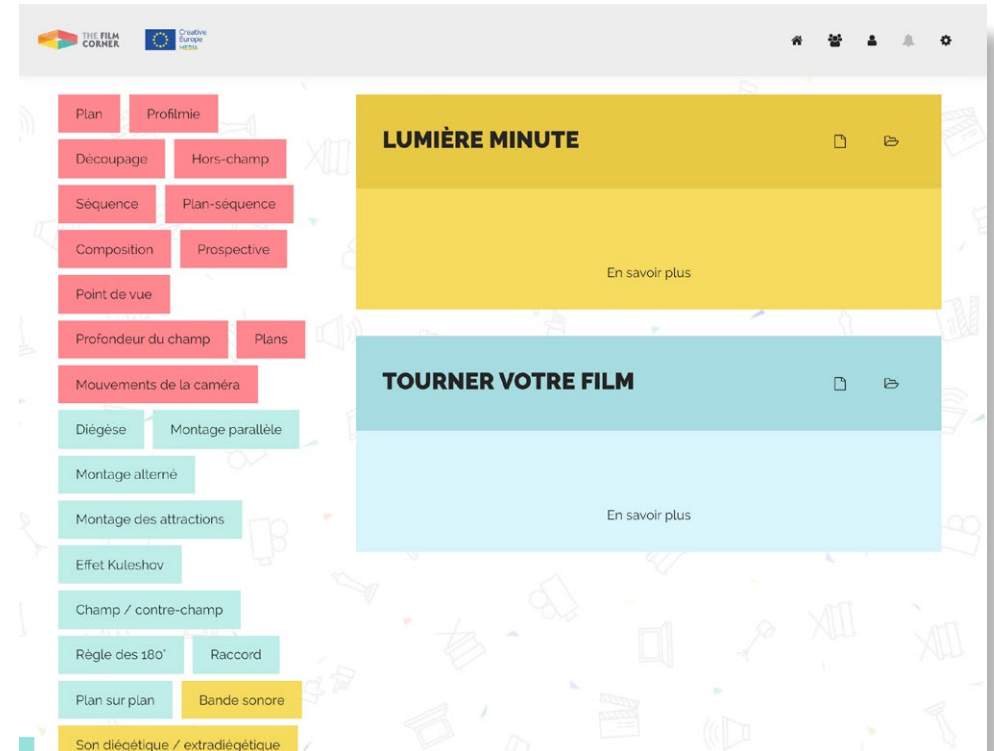 THE FILM
CORNER
Creative
Europe
MEDIA
Plan
Profilmie
Découpage
Hors-champ
Séquence
Plan-séquence
Composition
Prospective
Point de vue
Profondeur du champ
Plans
Mouvements de la caméra
Diégèse
Montage parallèle
Montage alterné
Montage des attractions
Effet Kuleshov
Champ / contre-champ
Règle des 180°
Raccord
Plan sur plan
Bande sonore
Son diégétique / extradiégétique
LUMIÈRE MINUTE
En savoir plus
TOURNER VOTRE FILM
En savoir plus